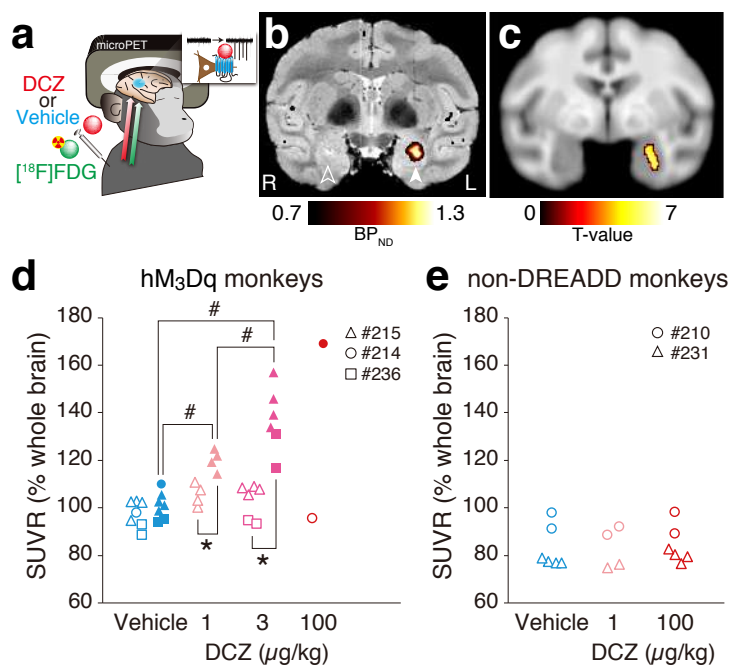 a
microPET
DCZ
or
Vehicle
[¹⁸F]FDG
b
R
L
0.7
1.3
BP_ND
c
0
7
T-value
d
hM₃Dq monkeys
SUVR (% whole brain)
180
160
140
120
100
80
60
#
#
#
*
*
△ #215
○ #214
□ #236
Vehicle 1 3 100
DCZ (µg/kg)
e
non-DREADD monkeys
SUVR (% whole brain)
180
160
140
120
100
80
60
○ #210
△ #231
Vehicle 1 100
DCZ (µg/kg)